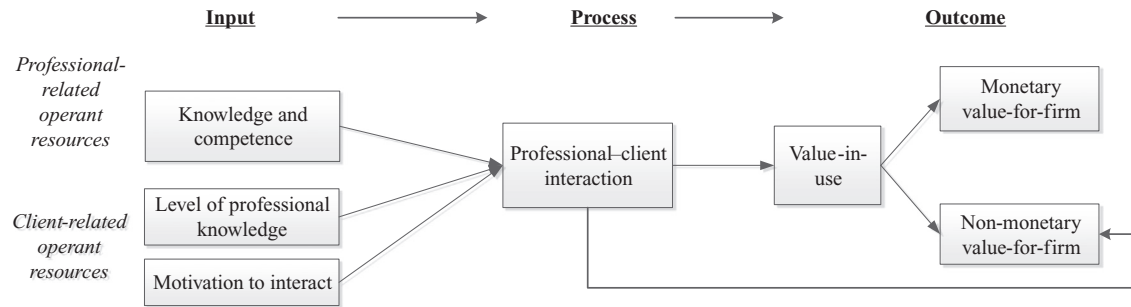 Input
Process
Outcome
Professional-
related
operant
resources
Knowledge and
competence
Level of professional
knowledge
Client-related
operant
resources
Motivation to interact
Professional–client
interaction
Value-in-
use
Monetary
value-for-firm
Non-monetary
value-for-firm